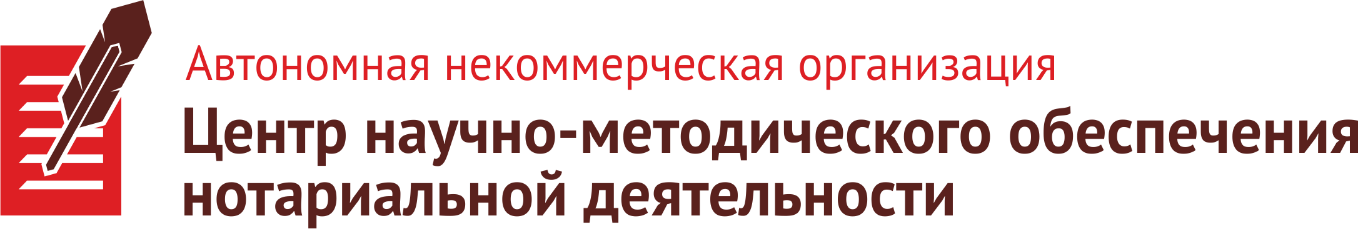 Автономная некоммерческая организация
Центр научно-методического обеспечения
нотариальной деятельности